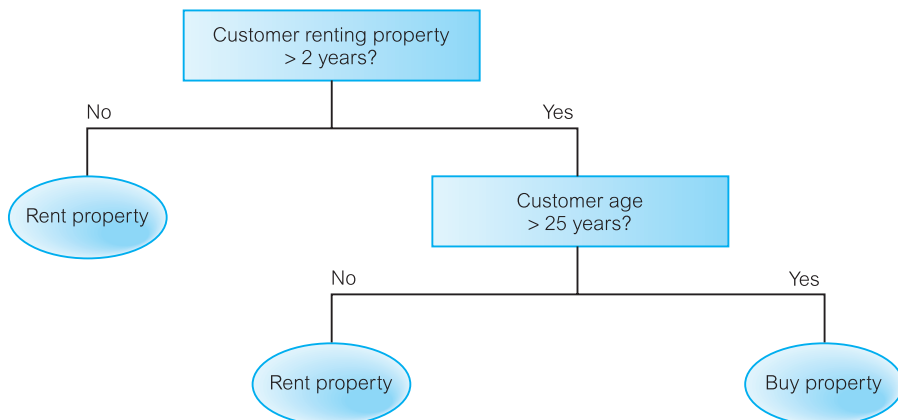 Customer renting property
> 2 years?
No
Yes
Rent property
Customer age
> 25 years?
No
Yes
Rent property
Buy property